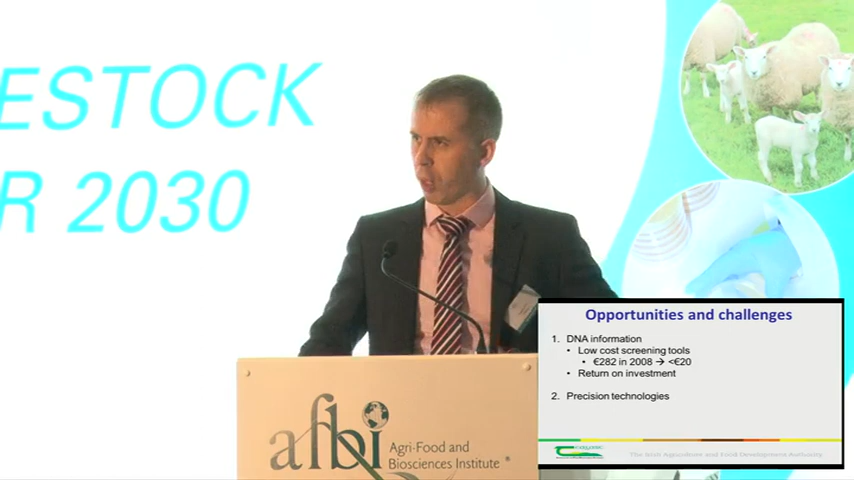 ESTOCK
R 2030
afbi
Agri-Food and
Biosciences Institute
Opportunities and challenges
1. DNA information
• Low cost screening tools
• €282 in 2008 → <€20
• Return on investment
2. Precision technologies
The Irish Agriculture and Food Development Authority